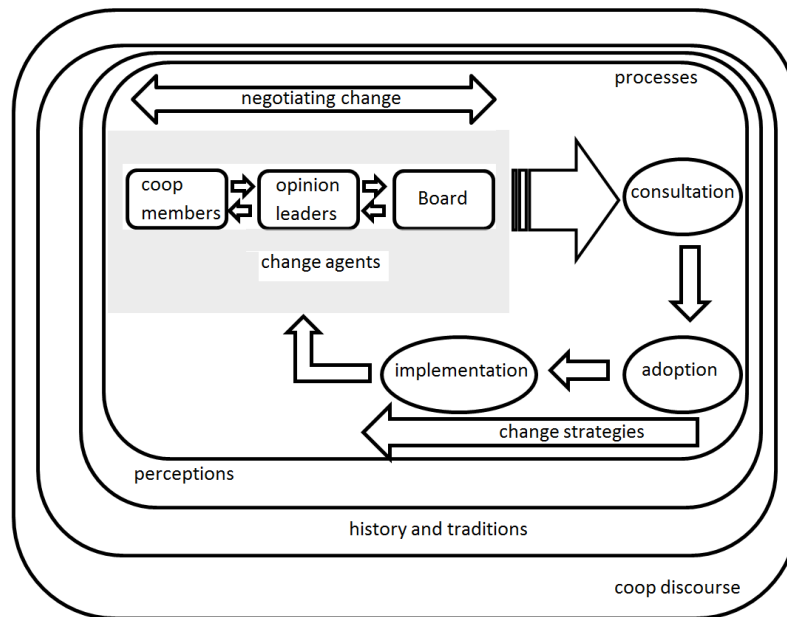 processes
negotiating change
coop
members
opinion
leaders
Board
consultation
change agents
implementation
adoption
change strategies
perceptions
history and traditions
coop discourse